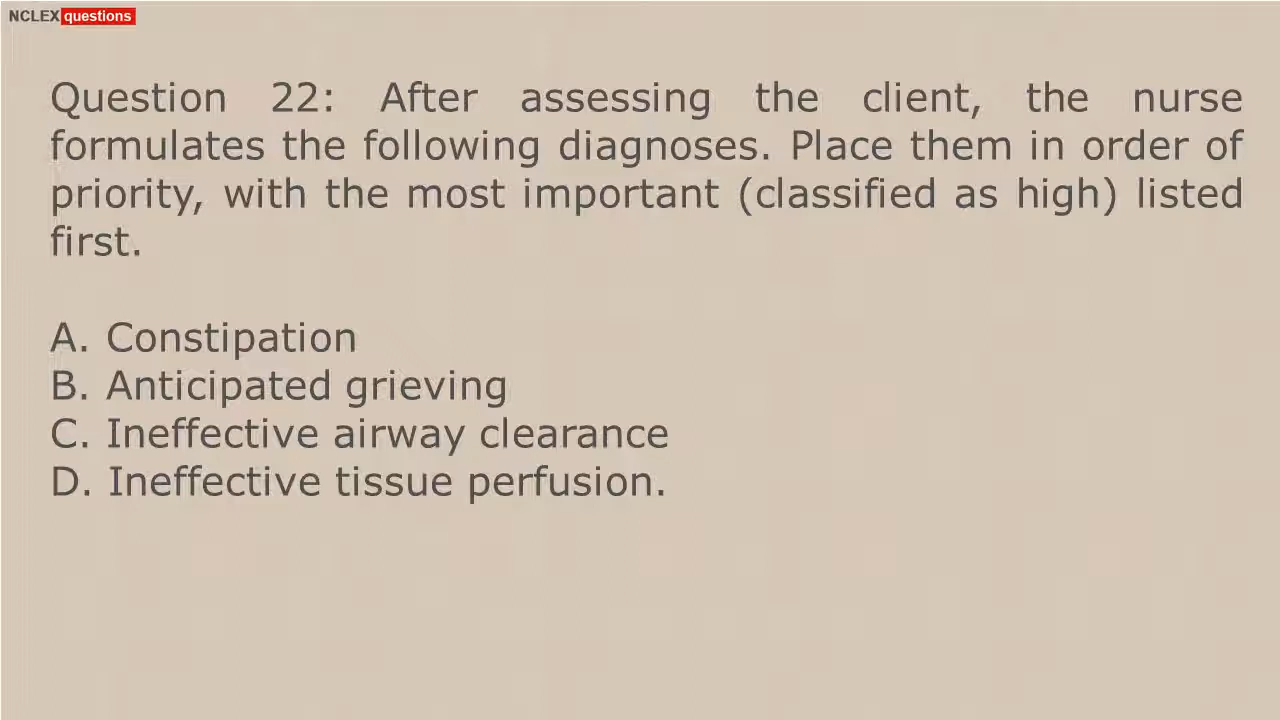 NCLEX questions
Question 22: After assessing the client, the nurse
formulates the following diagnoses. Place them in order of
priority, with the most important (classified as high) listed
first.
A. Constipation
B. Anticipated grieving
C. Ineffective airway clearance
D. Ineffective tissue perfusion.